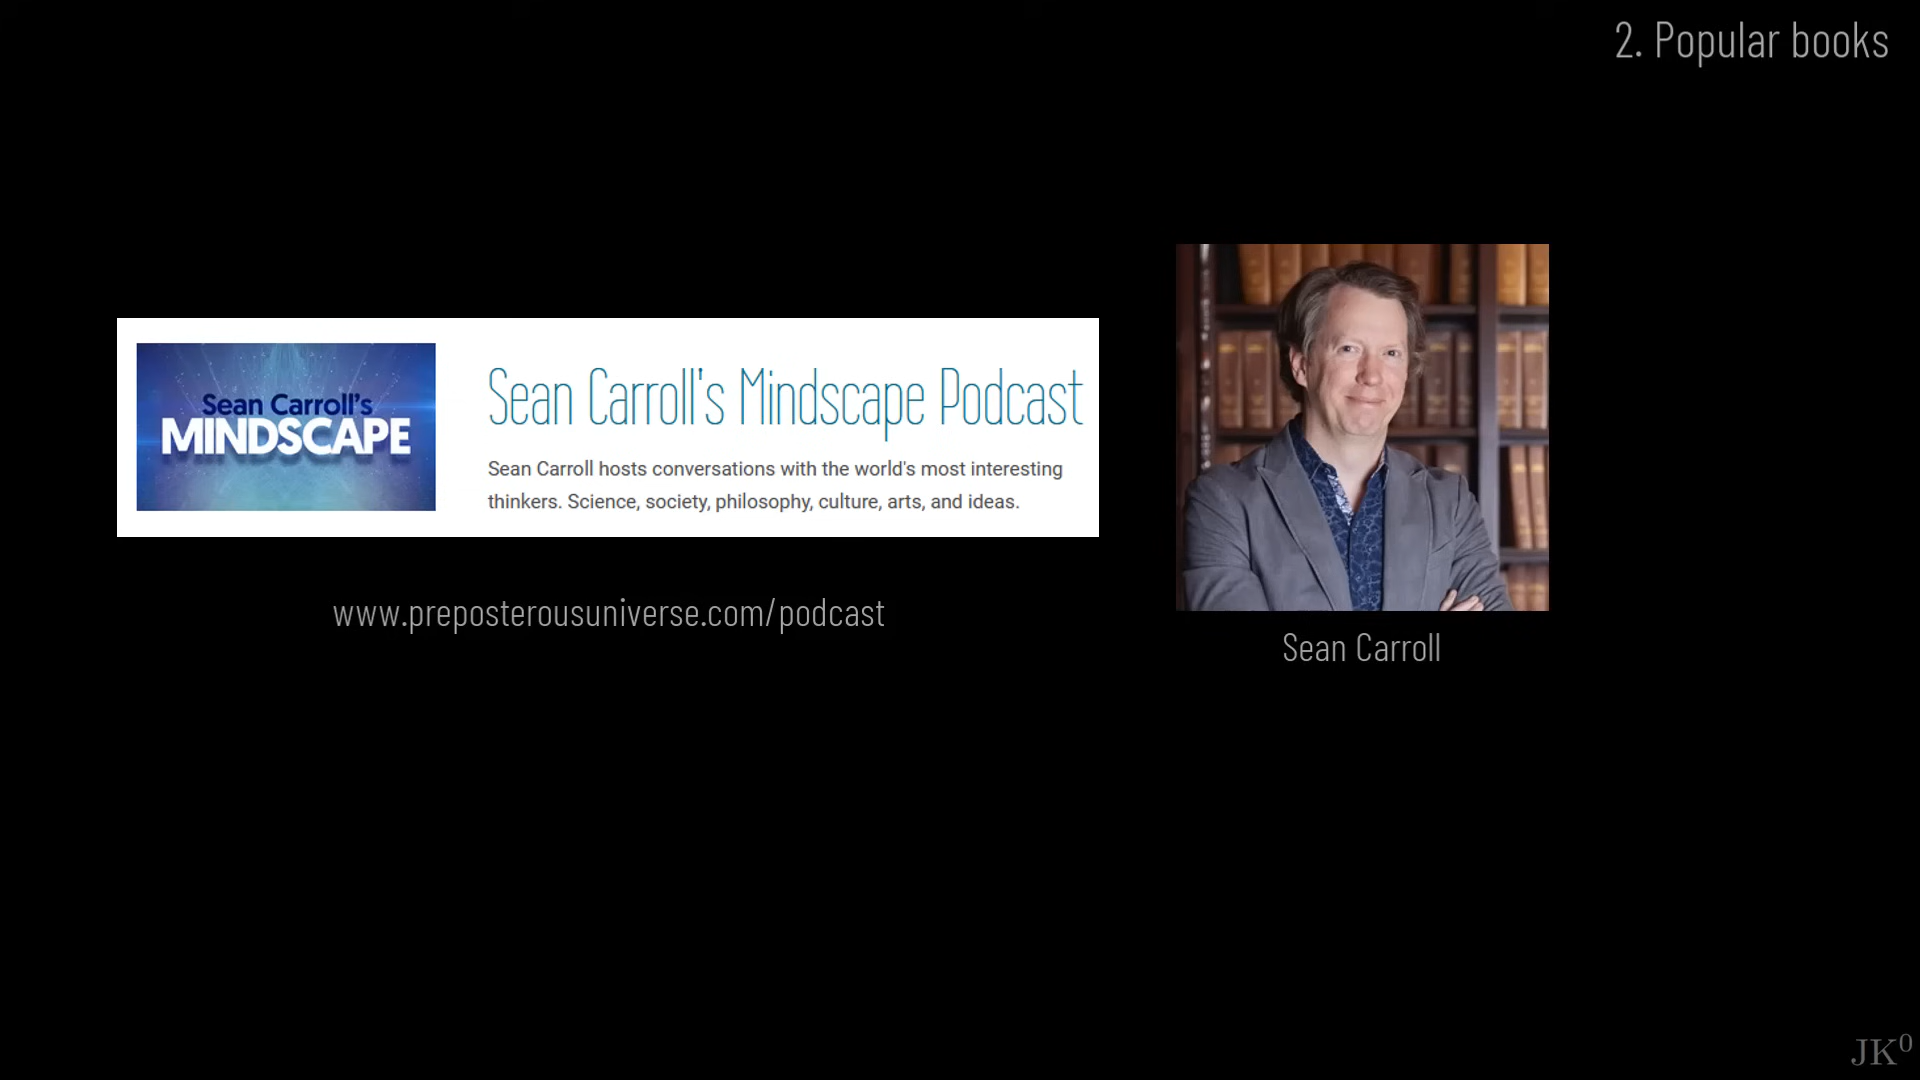 2. Popular books
Sean Carroll's
MINDSCAPE
Sean Carroll's Mindscape Podcast
Sean Carroll hosts conversations with the world's most interesting
thinkers. Science, society, philosophy, culture, arts, and ideas.
www.preposterousuniverse.com/podcast
Sean Carroll
JK⁰